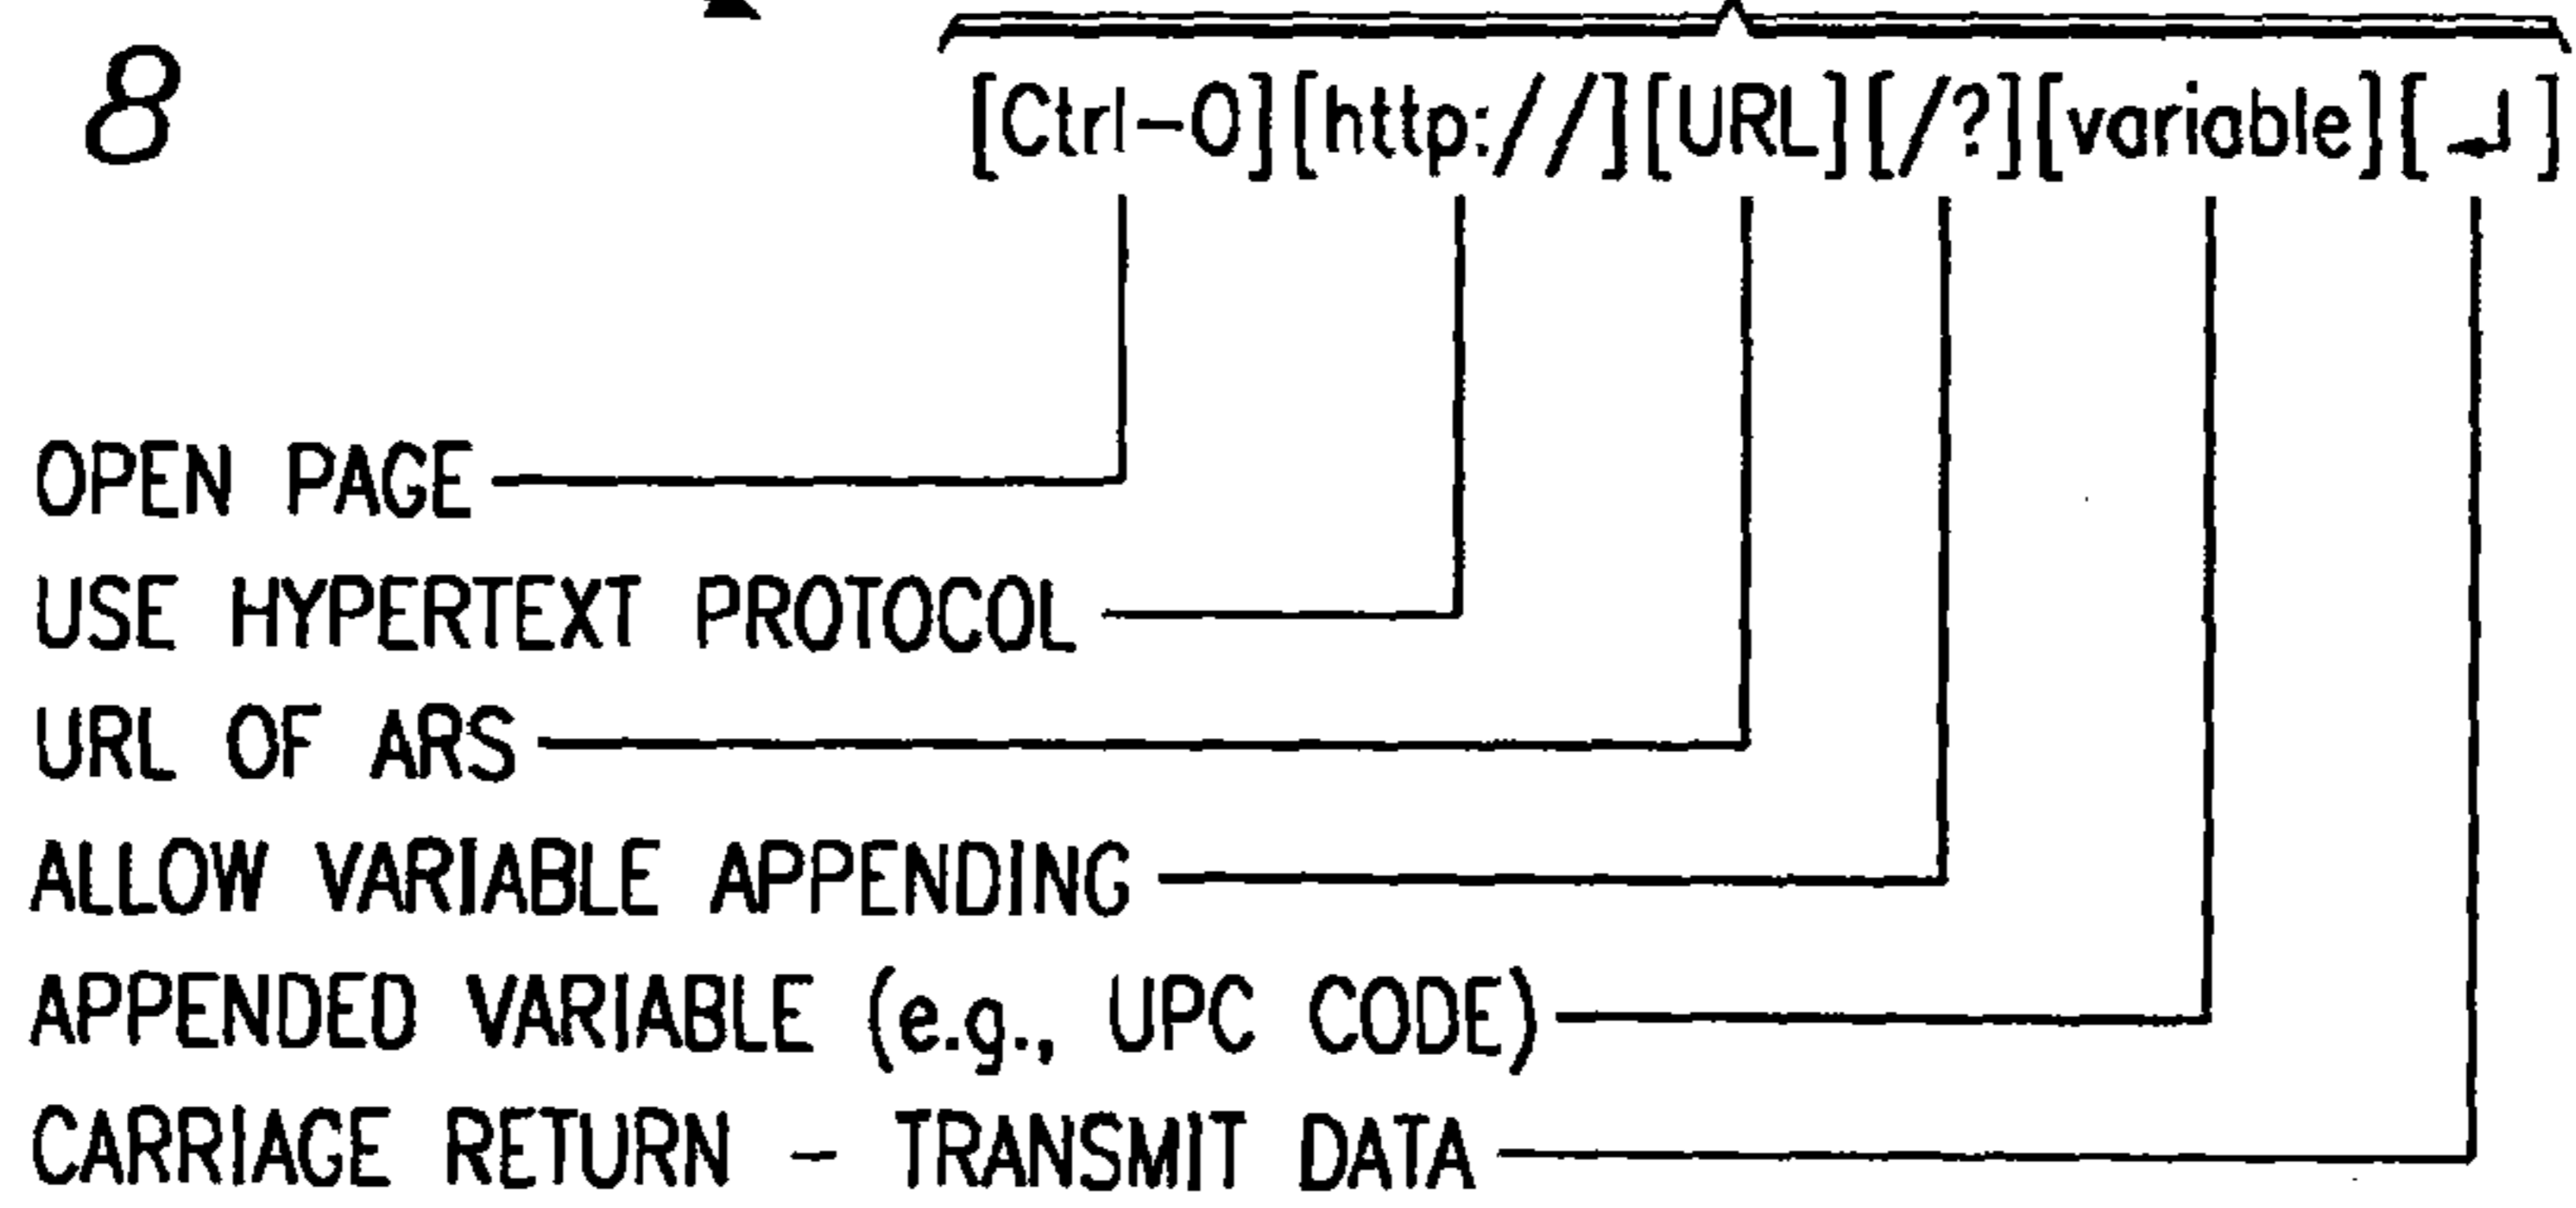 8
[Ctrl-O][http://][URL][/?][variable][↵]
OPEN PAGE
USE HYPERTEXT PROTOCOL
URL OF ARS
ALLOW VARIABLE APPENDING
APPENDED VARIABLE (e.g., UPC CODE)
CARRIAGE RETURN - TRANSMIT DATA